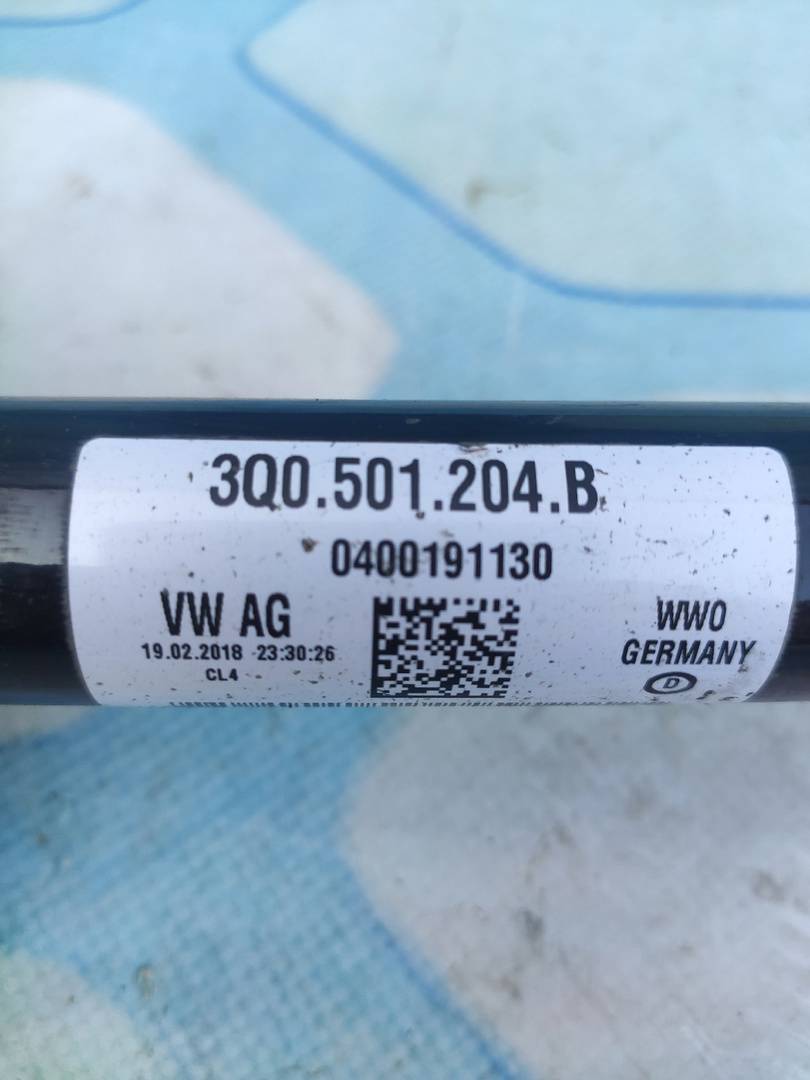 3Q0.501.204.B
0400191130
VW AG
19.02.2018 23:30:26
CL4
WWO
GERMANY
D